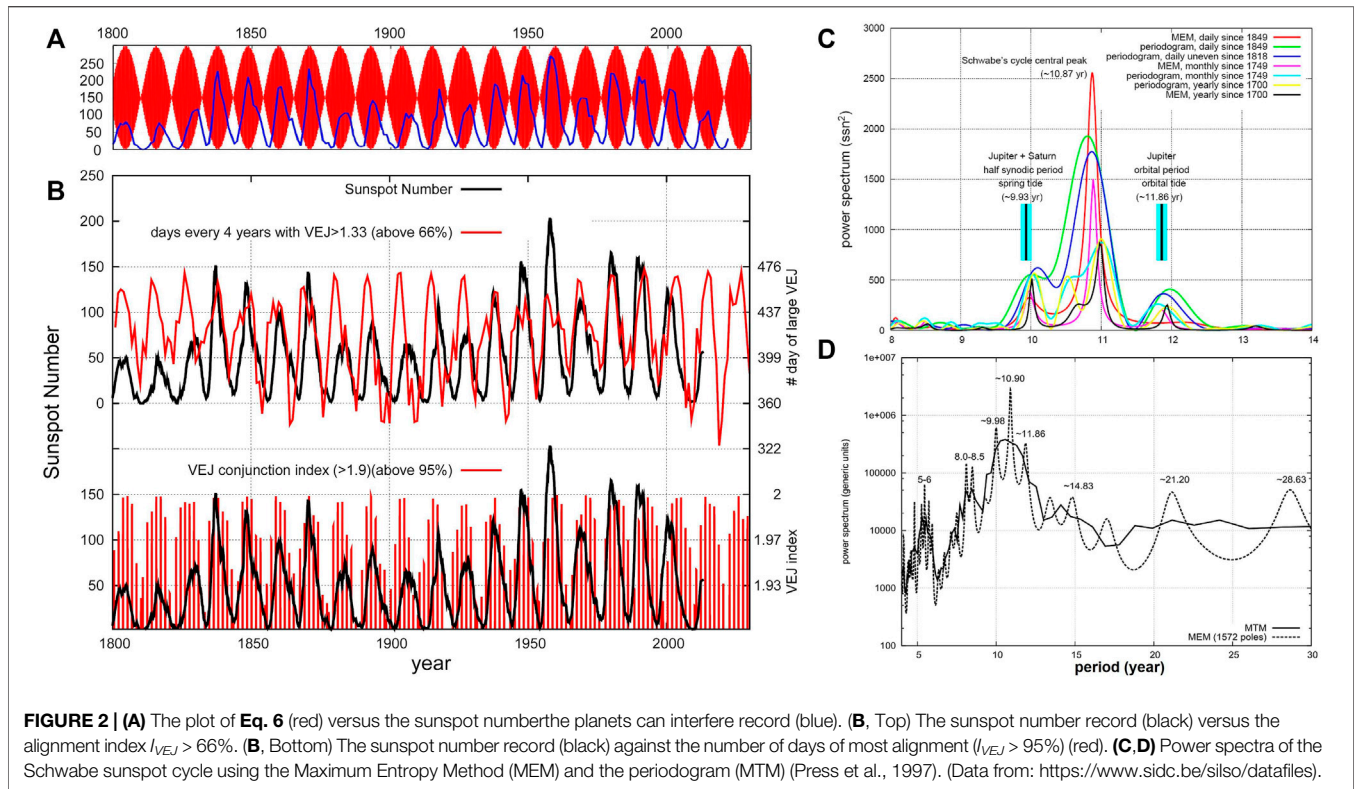 A
1800 1850 1900 1950 2000
250
200
150
100
50
0
B
250
200
150
100
50
0
150
100
50
Sunspot Number
Sunspot Number
days every 4 years with VEJ>1.33 (above 66%)
476
437
399
360
322
# day of large VEJ
VEJ conjunction index (>1.9)(above 95%)
2
1.97
1.93
VEJ index
1800 1850 1900 1950 2000
year
C
MEM, daily since 1849
periodogram, daily since 1849
periodogram, daily uneven since 1818
MEM, monthly since 1749
periodogram, monthly since 1749
periodogram, yearly since 1700
MEM, yearly since 1700
Schwabe's cycle central peak
(~10.87 yr)
Jupiter + Saturn
half synodic period
spring tide
(~9.93 yr)
Jupiter
orbital period
orbital tide
(~11.86 yr)
3000
2500
2000
1500
1000
500
0
power spectrum (ssn²)
8 9 10 11 12 13 14
D
1e+007
1e+006
100000
10000
1000
100
power spectrum (generic units)
5-6
8.0-8.5
~9.98
~10.90
~11.86
~14.83
~21.20
~28.63
MTM
MEM (1572 poles)
5 10 15 20 25 30
period (year)
FIGURE 2 | (A) The plot of Eq. 6 (red) versus the sunspot numberthe planets can interfere record (blue). (B, Top) The sunspot number record (black) versus the
alignment index I_VEJ > 66%. (B, Bottom) The sunspot number record (black) against the number of days of most alignment (I_VEJ > 95%) (red). (C,D) Power spectra of the
Schwabe sunspot cycle using the Maximum Entropy Method (MEM) and the periodogram (MTM) (Press et al., 1997). (Data from: https://www.sidc.be/silso/datafiles).